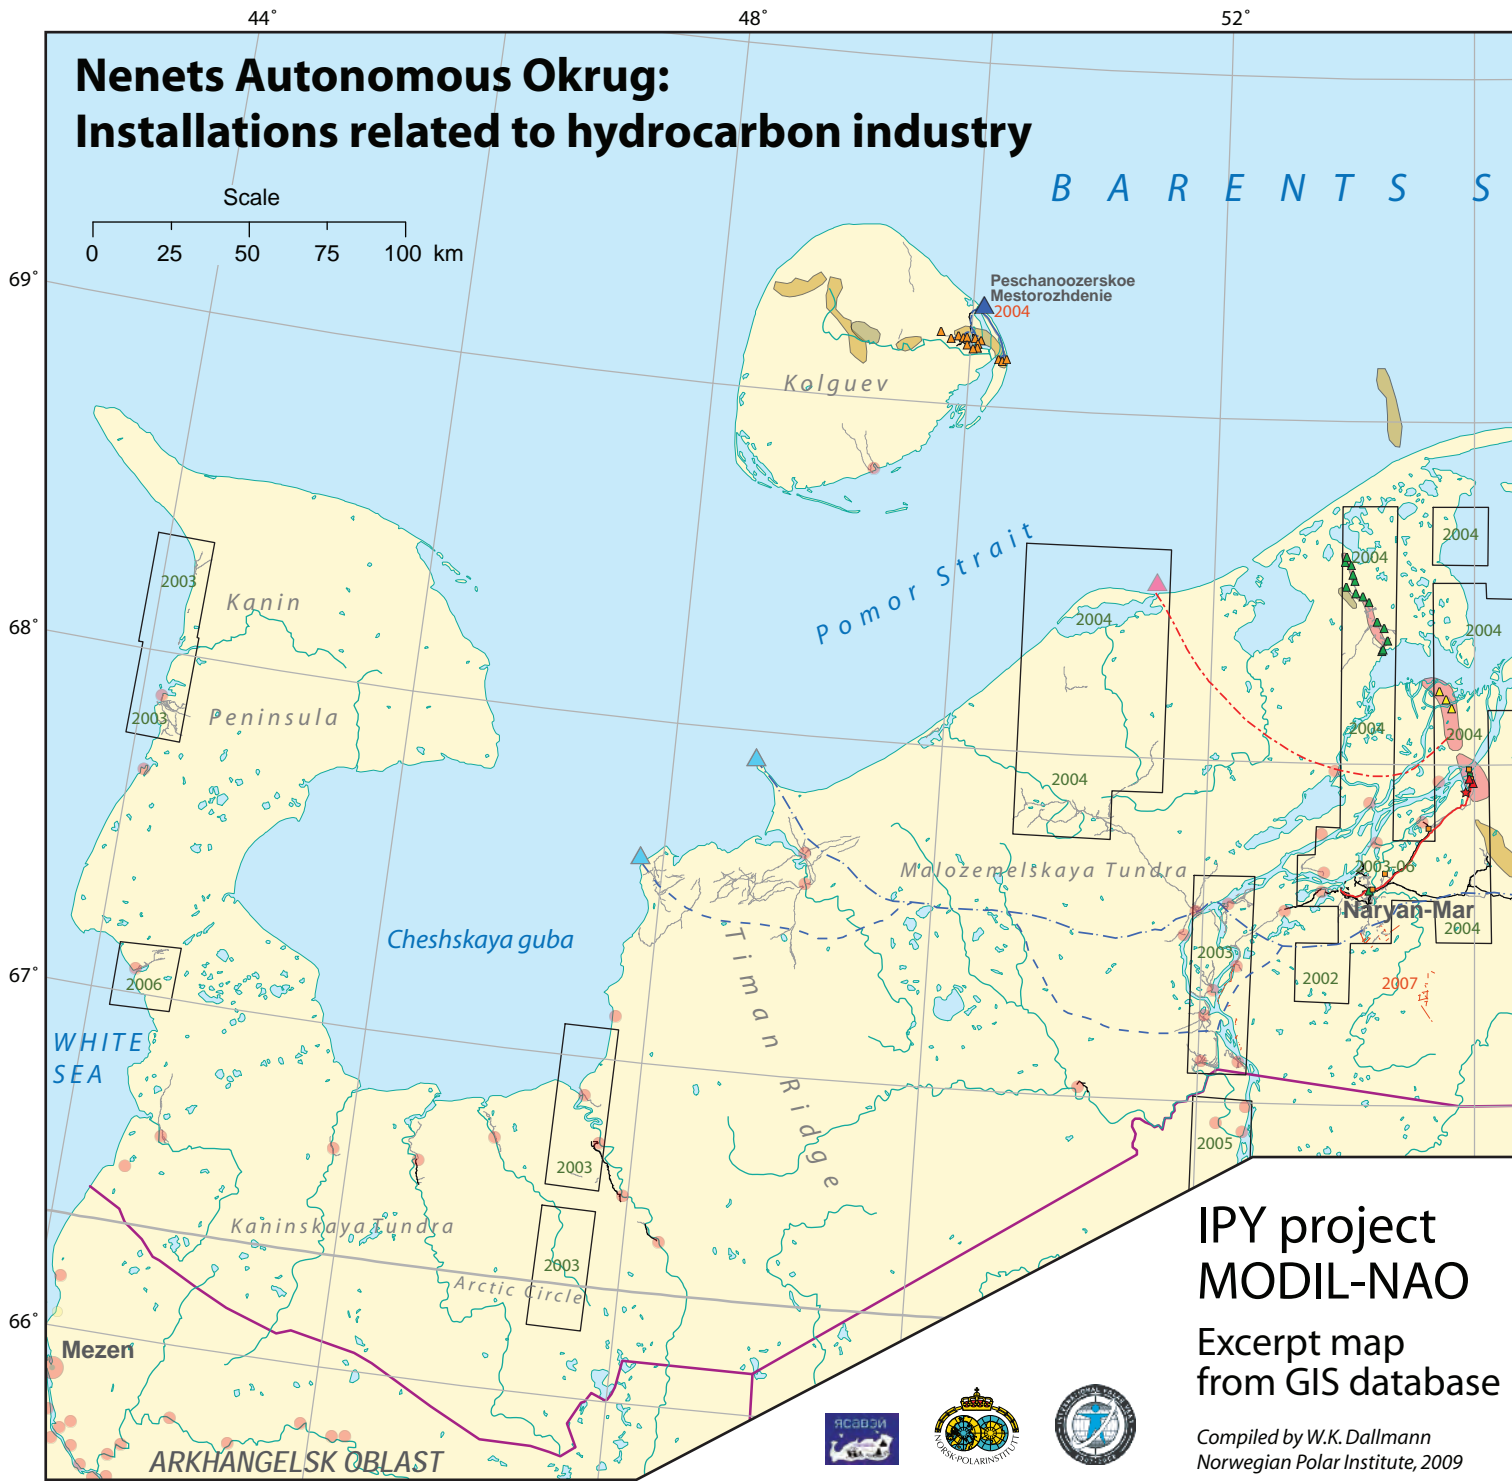 44°
48°
52°
Nenets Autonomous Okrug:
Installations related to hydrocarbon industry
BARENTS S
Scale
0 25 50 75 100 km
69°
Peschanoozerskoe
Mestorozhdenie
2004
Kolguev
Pomor Strait
2004
2004
2003
Kanin
68°
2004
2004
2003
Peninsula
2004
2004
2004
Malozemelskaya Tundra
2003-06
Naryan-Mar
2004
Cheshskaya guba
Timan Ridge
2003
67°
2006
2002
2007
WHITE
SEA
2005
2003
Kaninskaya Tundra
2003
Arctic Circle
66°
Mezen
ARKHANGELSK OBLAST
IPY project
MODIL-NAO
Excerpt map
from GIS database
Compiled by W.K. Dallmann
Norwegian Polar Institute, 2009
NORSK-POLARINSTITUTT